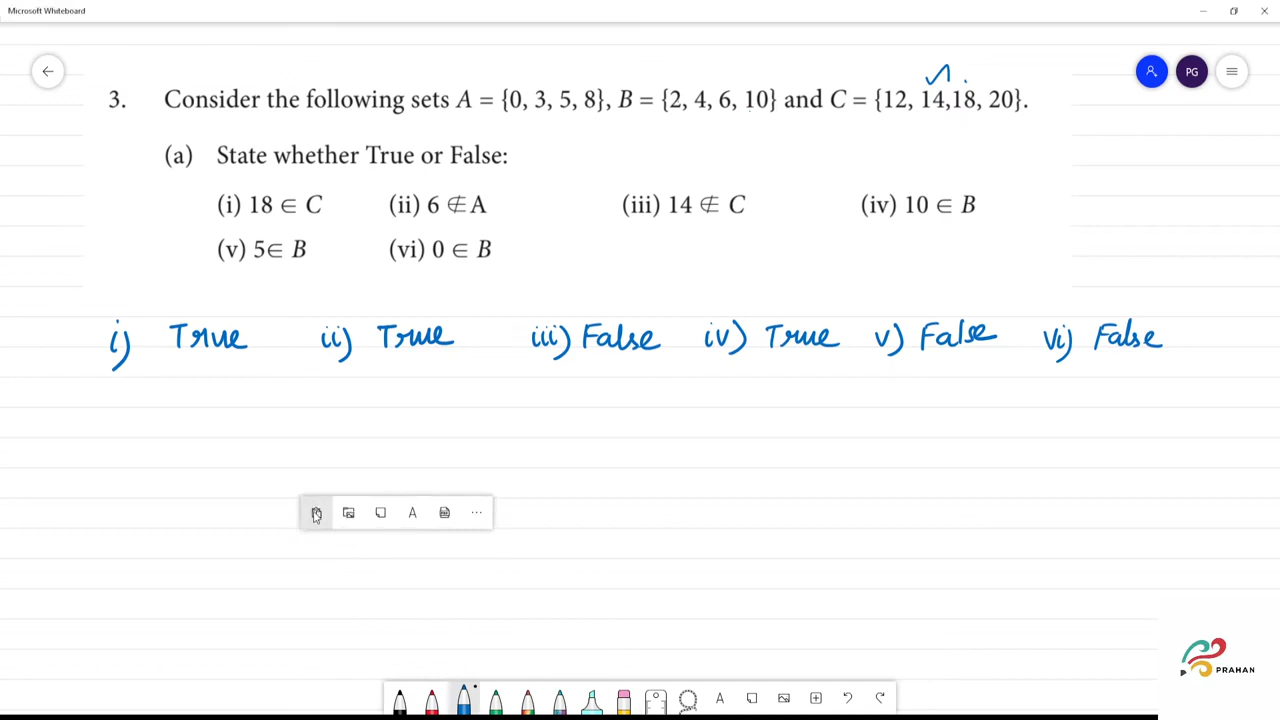 Microsoft Whiteboard
PG
3. Consider the following sets A = {0, 3, 5, 8}, B = {2, 4, 6, 10} and C = {12, 14,18, 20}.
(a) State whether True or False:
(i) 18 ∈ C (ii) 6 ∉ A (iii) 14 ∉ C (iv) 10 ∈ B
(v) 5∈ B (vi) 0 ∈ B
i) True ii) True iii) False iv) True v) False vi) False
A
PRAHAN
A